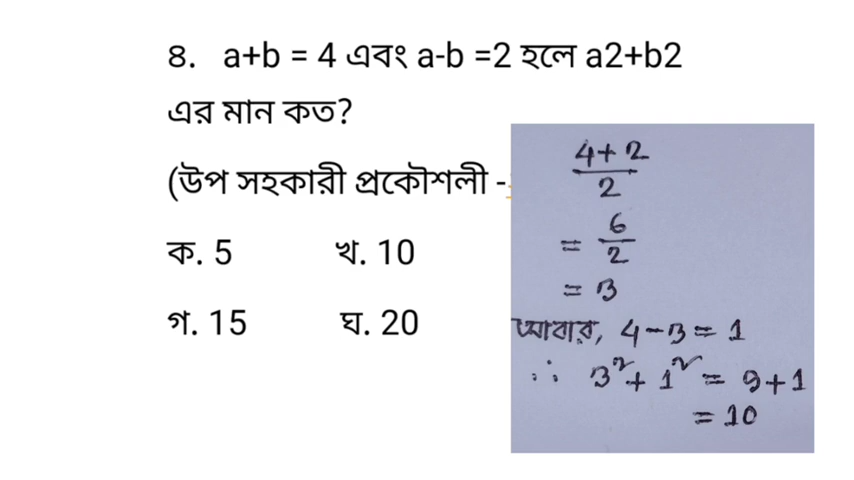 ৪. a+b = 4 এবং a-b =2 হলে a2+b2
এর মান কত?
(উপ সহকারী প্রকৌশলী -
ক. 5 খ. 10
গ. 15 ঘ. 20
4+2
2
= 6
2
= 3
আবার, 4-3 = 1
∴ 3²+1² = 9+1
= 10